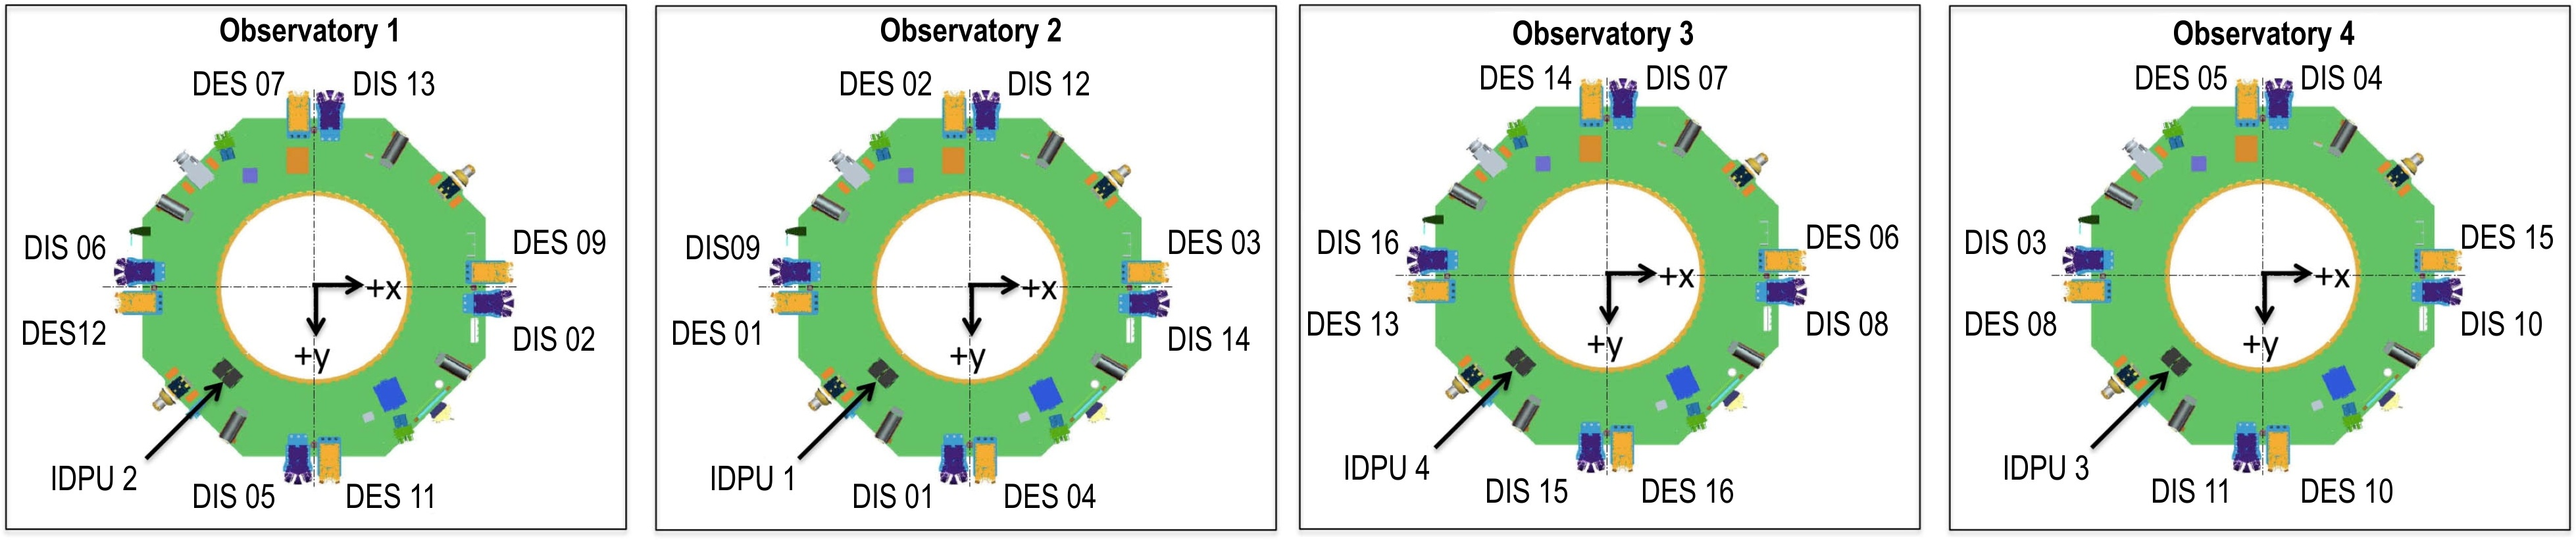 Observatory 1
DES 07
DIS 13
DIS 06
DES 09
+x
DES12
DIS 02
+y
IDPU 2
DIS 05
DES 11
Observatory 2
DES 02
DIS 12
DIS09
DES 03
+x
DES 01
DIS 14
+y
IDPU 1
DIS 01
DES 04
Observatory 3
DES 14
DIS 07
DIS 16
DES 06
+x
DES 13
DIS 08
+y
IDPU 4
DIS 15
DES 16
Observatory 4
DES 05
DIS 04
DIS 03
DES 15
+x
DES 08
DIS 10
+y
IDPU 3
DIS 11
DES 10